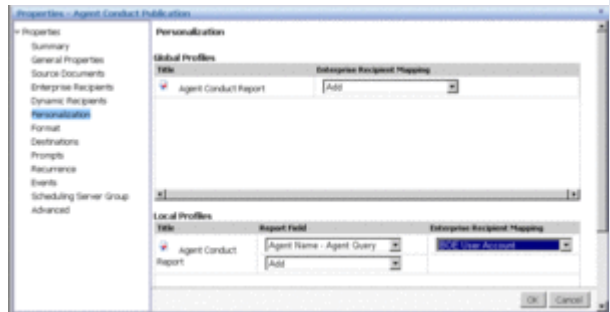 Properties - Agent Conduct Publication
Properties
Summary
General Properties
Source Documents
Enterprise Recipients
Dynamic Recipients
Personalization
Format
Destinations
Prompts
Recurrence
Events
Scheduling Server Group
Advanced
Personalization
Global Profiles
Title Enterprise Recipient Mapping
Agent Conduct Report Add
Local Profiles
Title Report Field Enterprise Recipient Mapping
Agent Conduct Report Agent Name - Agent Query BOE User Account
Add
OK Cancel